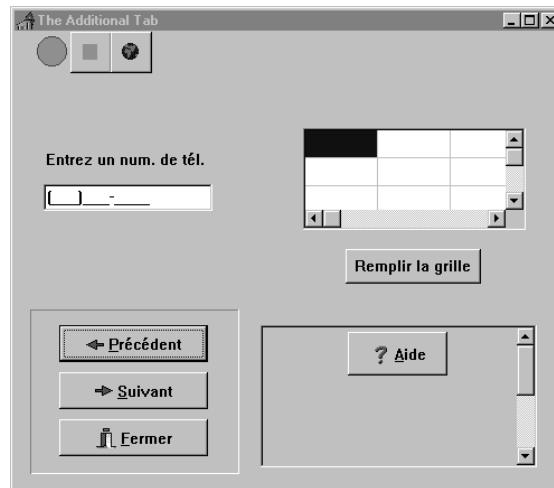 The Additional Tab
Entrez un num. de tél.
(___)___-____
Remplir la grille
Précédent
Suivant
Fermer
? Aide